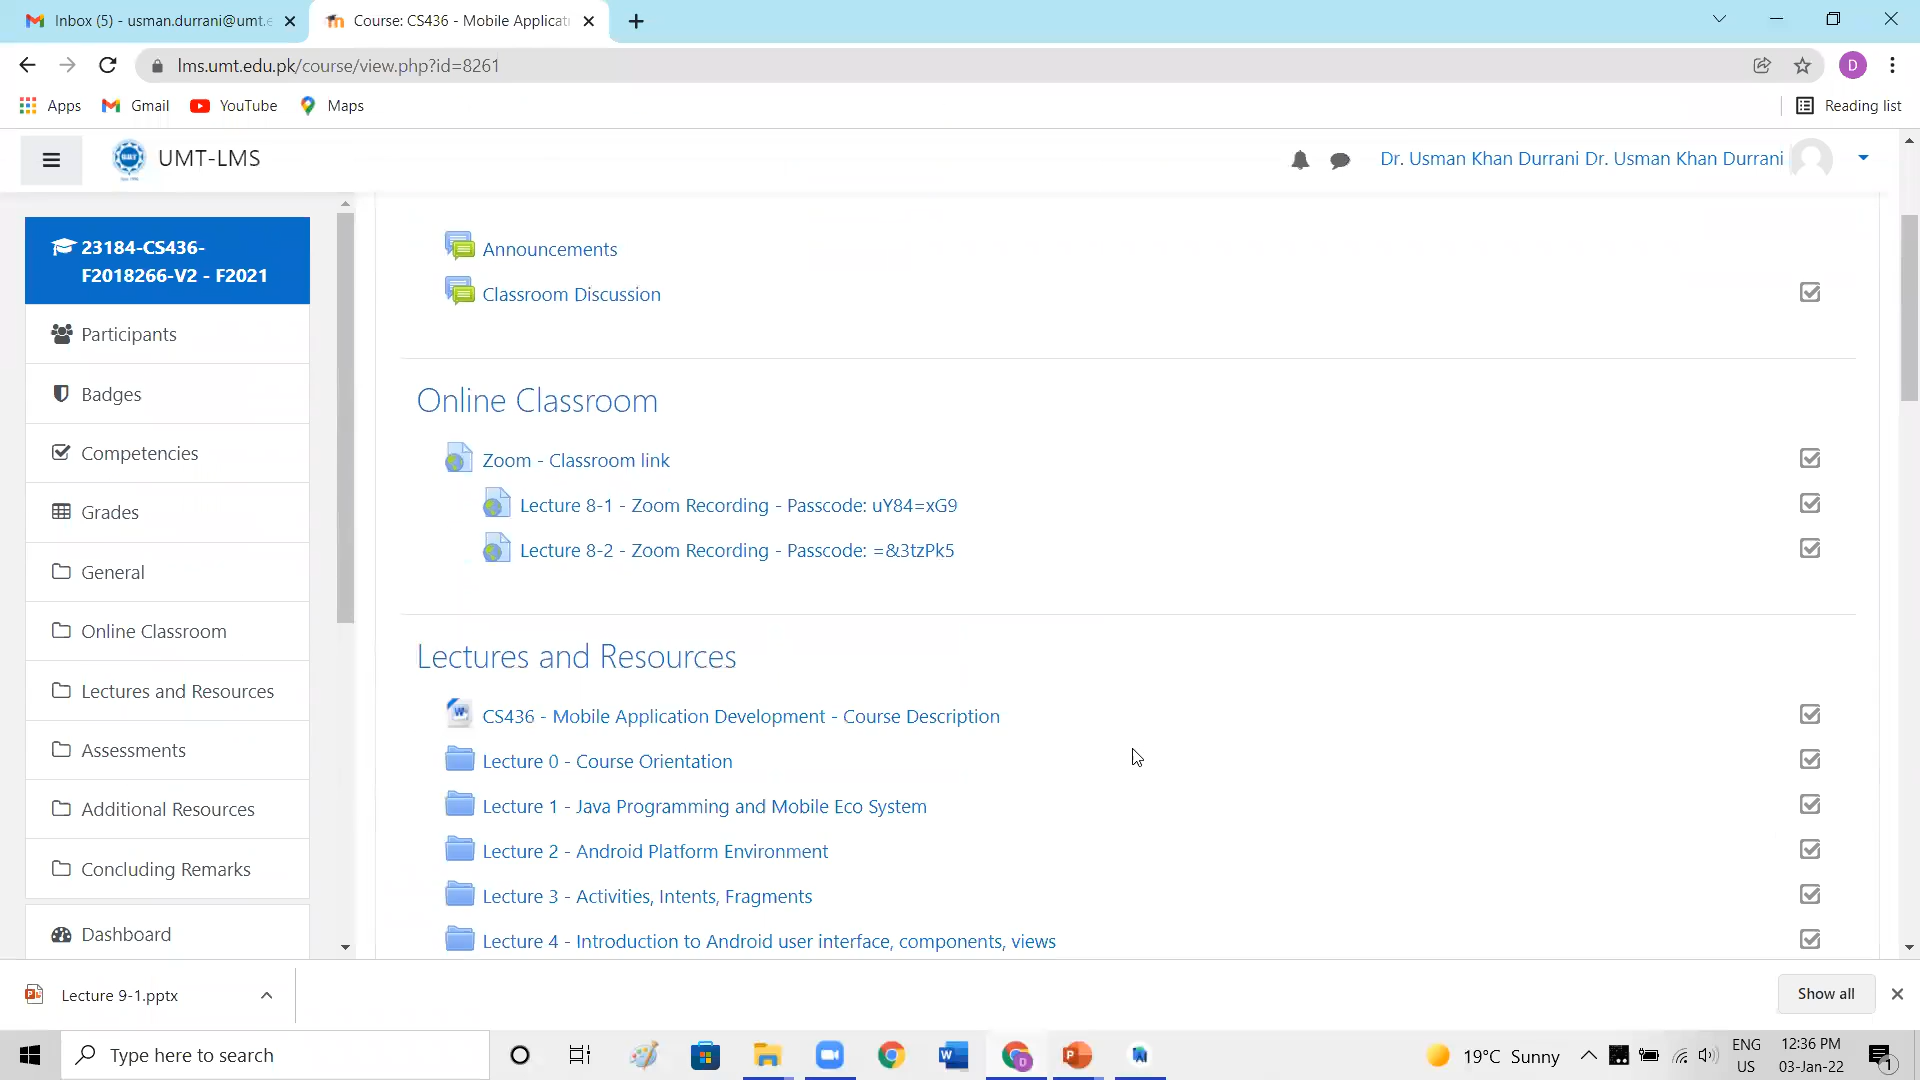 Inbox (5) - usman.durrani@umt.e
Course: CS436 - Mobile Applicati
lms.umt.edu.pk/course/view.php?id=8261
D
Apps
Gmail
YouTube
Maps
Reading list
UMT-LMS
Dr. Usman Khan Durrani Dr. Usman Khan Durrani
23184-CS436-
F2018266-V2 - F2021
Participants
Badges
Competencies
Grades
General
Online Classroom
Lectures and Resources
Assessments
Additional Resources
Concluding Remarks
Dashboard
Announcements
Classroom Discussion
Online Classroom
Zoom - Classroom link
Lecture 8-1 - Zoom Recording - Passcode: uY84=xG9
Lecture 8-2 - Zoom Recording - Passcode: =&3tzPk5
Lectures and Resources
CS436 - Mobile Application Development - Course Description
Lecture 0 - Course Orientation
Lecture 1 - Java Programming and Mobile Eco System
Lecture 2 - Android Platform Environment
Lecture 3 - Activities, Intents, Fragments
Lecture 4 - Introduction to Android user interface, components, views
Lecture 9-1.pptx
Show all
Type here to search
19°C Sunny
ENG
US
12:36 PM
03-Jan-22
1